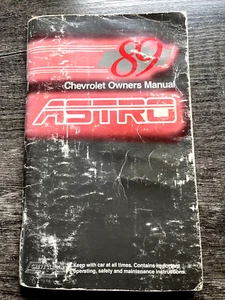 89
Chevrolet Owners Manual
ASTRO
Keep with car at all times. Contains important
operating, safety and maintenance instructions.